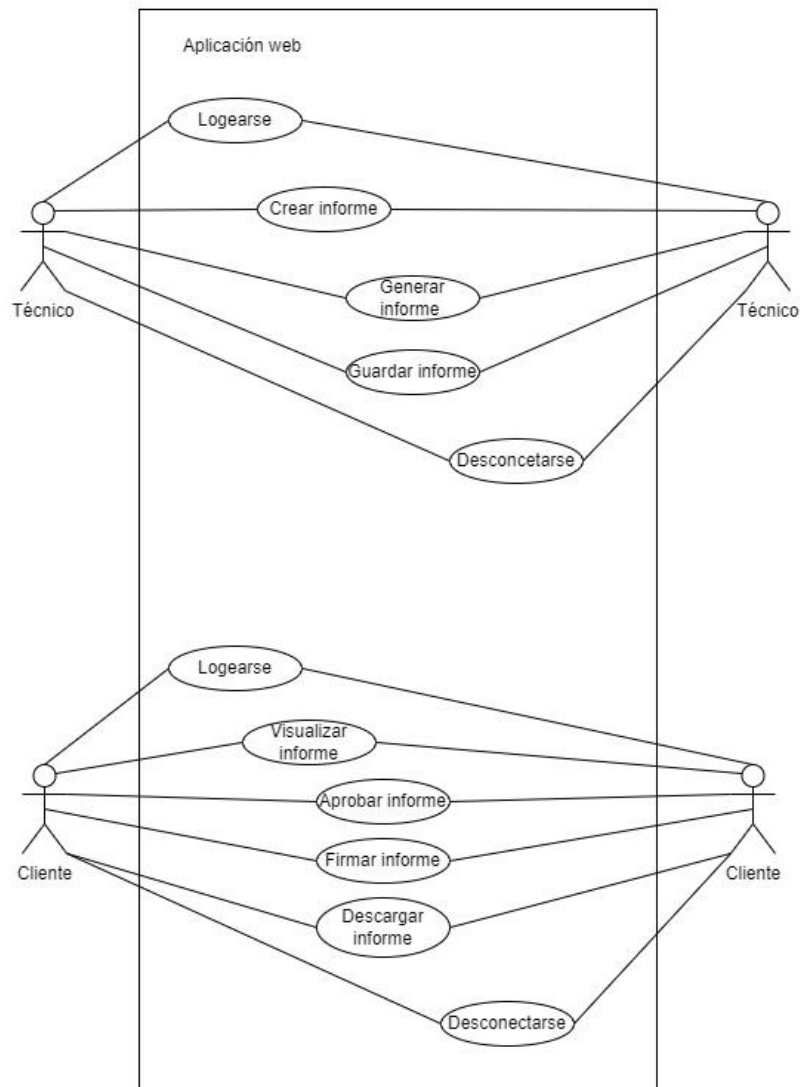 Aplicación web
Logearse
Crear informe
Generar
informe
Técnico
Técnico
Guardar informe
Desconcetarse
Logearse
Visualizar
informe
Aprobar informe
Firmar informe
Cliente
Cliente
Descargar
informe
Desconectarse